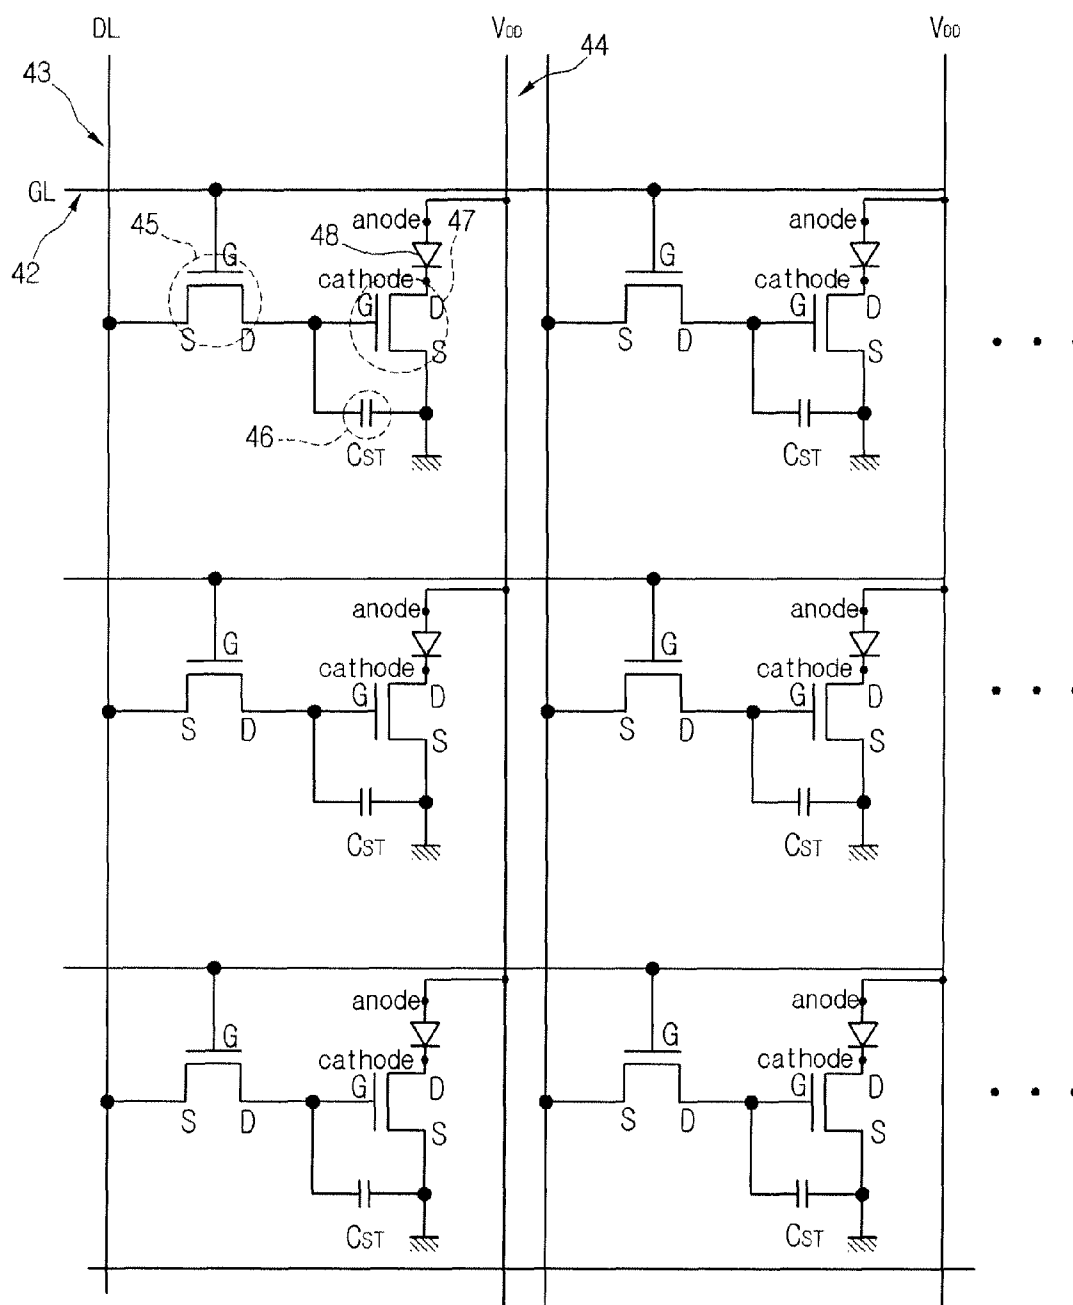 DL VDD VDD
44
43
GL
42
45 48 anode 47 anode
G cathode G D G cathode G D
S D S S D S
46 CST CST
anode anode
G cathode G D G cathode G D
S D S S D S
CST CST
anode anode
G cathode G D G cathode G D
S D S S D S
CST CST